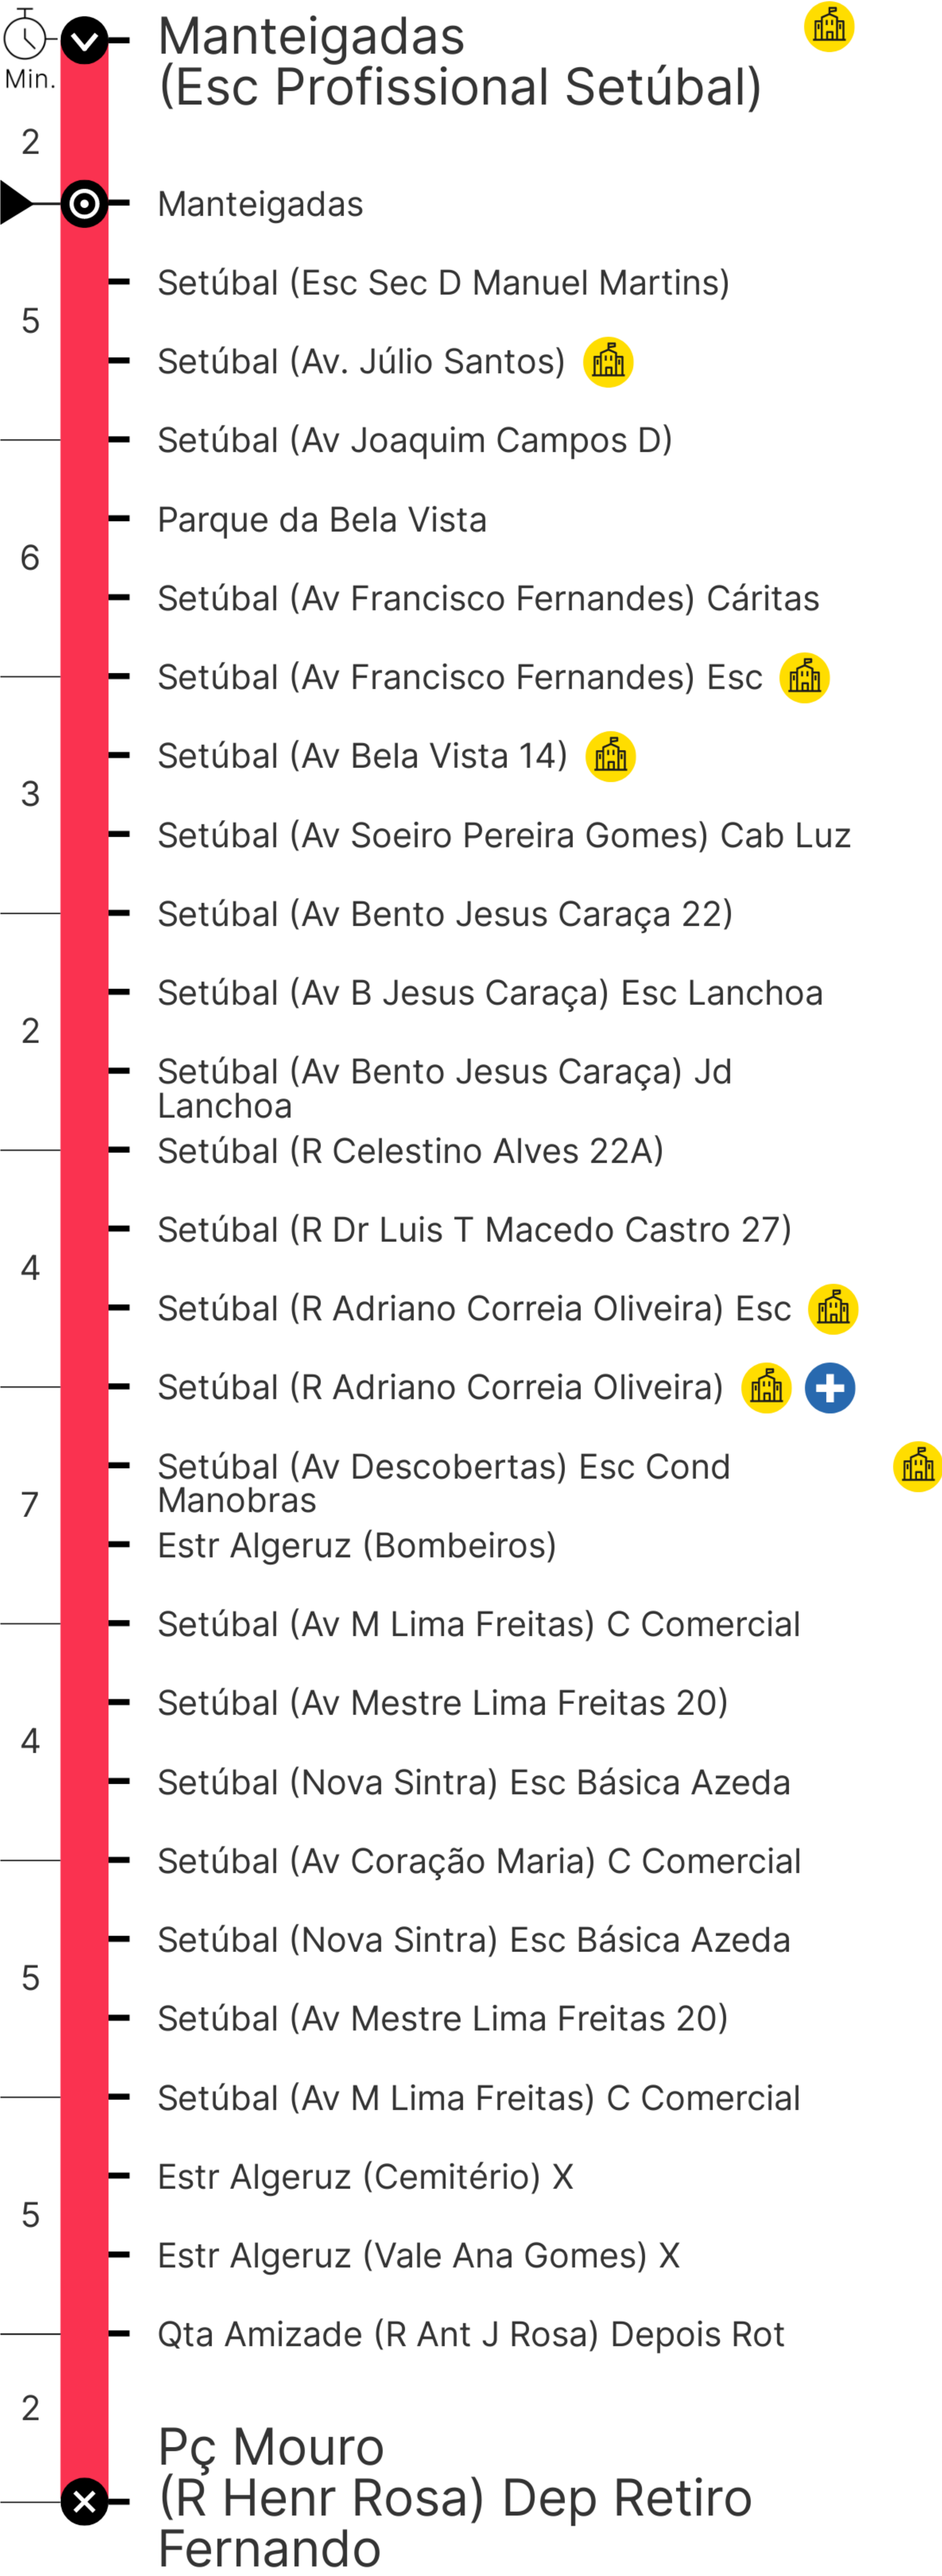 Manteigadas
(Esc Profissional Setúbal)
Min.
2
Manteigadas
Setúbal (Esc Sec D Manuel Martins)
5
Setúbal (Av. Júlio Santos)
Setúbal (Av Joaquim Campos D)
Parque da Bela Vista
6
Setúbal (Av Francisco Fernandes) Cáritas
Setúbal (Av Francisco Fernandes) Esc
Setúbal (Av Bela Vista 14)
3
Setúbal (Av Soeiro Pereira Gomes) Cab Luz
Setúbal (Av Bento Jesus Caraça 22)
Setúbal (Av B Jesus Caraça) Esc Lanchoa
2
Setúbal (Av Bento Jesus Caraça) Jd
Lanchoa
Setúbal (R Celestino Alves 22A)
Setúbal (R Dr Luis T Macedo Castro 27)
4
Setúbal (R Adriano Correia Oliveira) Esc
Setúbal (R Adriano Correia Oliveira)
Setúbal (Av Descobertas) Esc Cond
Manobras
7
Estr Algeruz (Bombeiros)
Setúbal (Av M Lima Freitas) C Comercial
Setúbal (Av Mestre Lima Freitas 20)
4
Setúbal (Nova Sintra) Esc Básica Azeda
Setúbal (Av Coração Maria) C Comercial
Setúbal (Nova Sintra) Esc Básica Azeda
5
Setúbal (Av Mestre Lima Freitas 20)
Setúbal (Av M Lima Freitas) C Comercial
Estr Algeruz (Cemitério) X
5
Estr Algeruz (Vale Ana Gomes) X
Qta Amizade (R Ant J Rosa) Depois Rot
2
Pç Mouro
(R Henr Rosa) Dep Retiro
Fernando